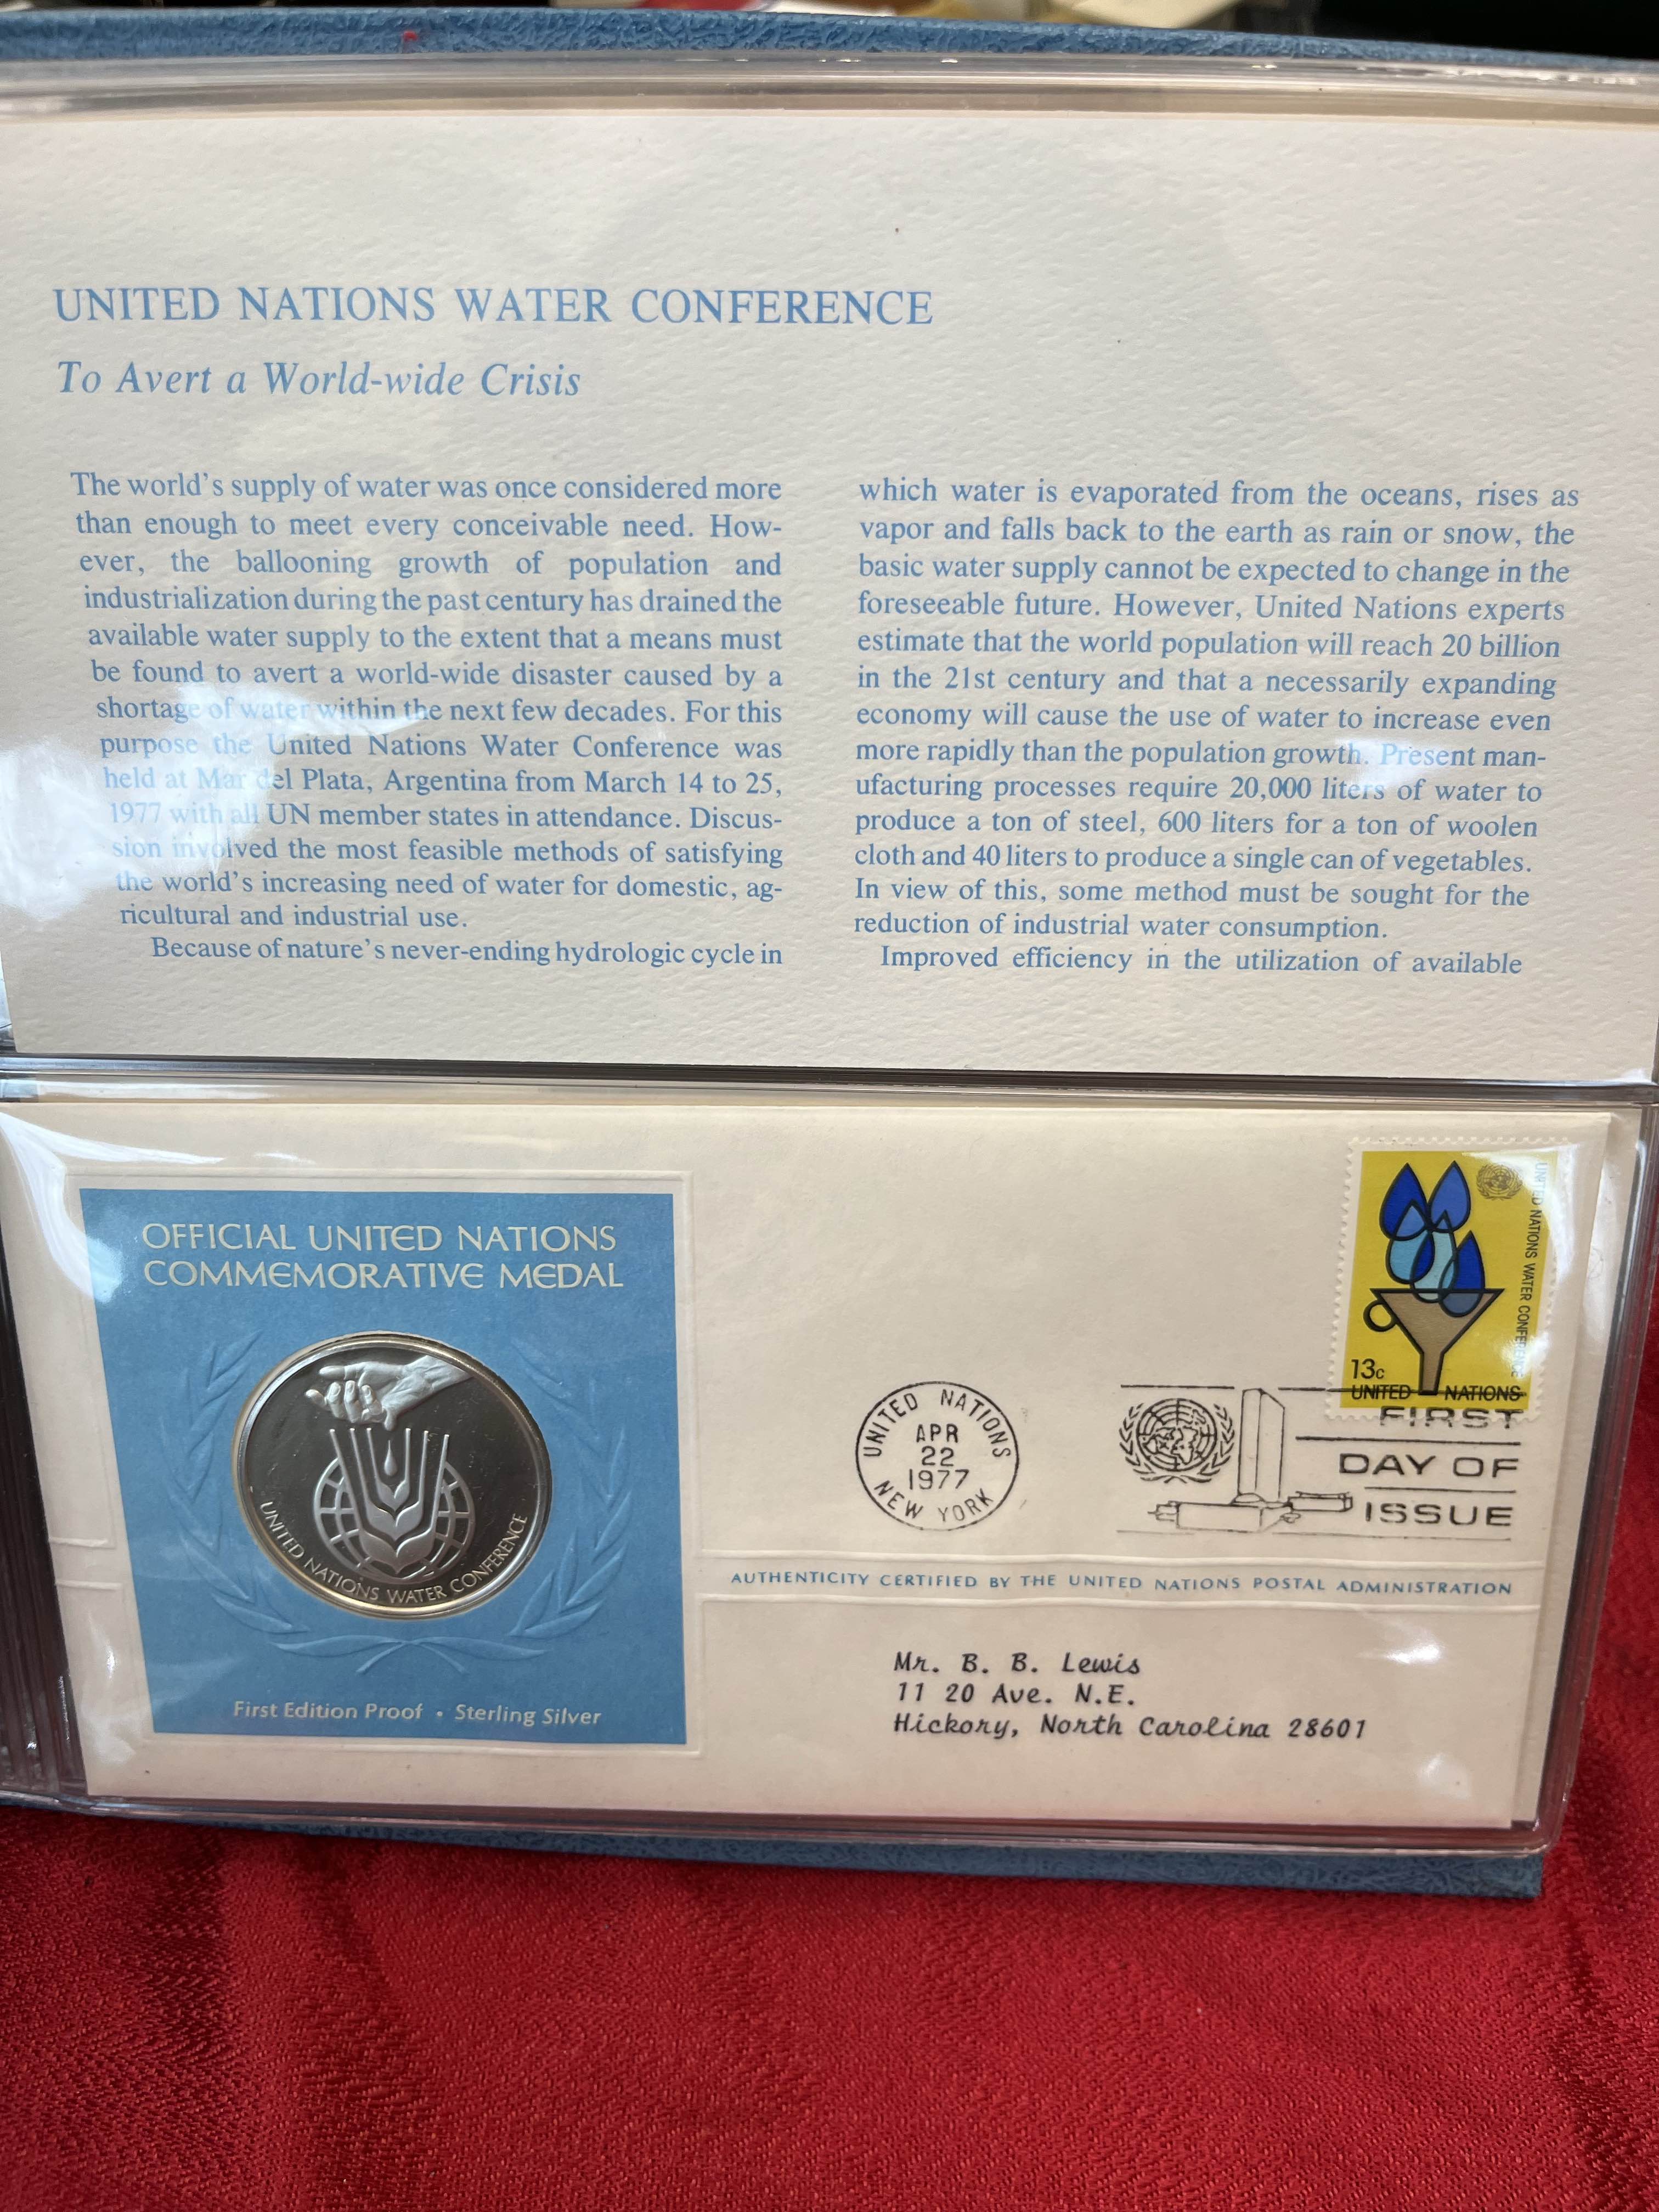 UNITED NATIONS WATER CONFERENCE
To Avert a World-wide Crisis
The world's supply of water was once considered more
than enough to meet every conceivable need. How-
ever, the ballooning growth of population and
industrialization during the past century has drained the
available water supply to the extent that a means must
be found to avert a world-wide disaster caused by a
shortage of water within the next few decades. For this
purpose the United Nations Water Conference was
held at Mar del Plata, Argentina from March 14 to 25,
1977 with all UN member states in attendance. Discus-
sion involved the most feasible methods of satisfying
the world's increasing need of water for domestic, ag-
ricultural and industrial use.
Because of nature's never-ending hydrologic cycle in
which water is evaporated from the oceans, rises as
vapor and falls back to the earth as rain or snow, the
basic water supply cannot be expected to change in the
foreseeable future. However, United Nations experts
estimate that the world population will reach 20 billion
in the 21st century and that a necessarily expanding
economy will cause the use of water to increase even
more rapidly than the population growth. Present man-
ufacturing processes require 20,000 liters of water to
produce a ton of steel, 600 liters for a ton of woolen
cloth and 40 liters to produce a single can of vegetables.
In view of this, some method must be sought for the
reduction of industrial water consumption.
Improved efficiency in the utilization of available
OFFICIAL UNITED NATIONS
COMMEMORATIVE MEDAL
UNITED NATIONS WATER CONFERENCE
First Edition Proof • Sterling Silver
UNITED NATIONS WATER CONFERENCE
13c
UNITED NATIONS
UNITED NATIONS
APR
22
1977
NEW YORK
FIRST
DAY OF
ISSUE
AUTHENTICITY CERTIFIED BY THE UNITED NATIONS POSTAL ADMINISTRATION
Mr. B. B. Lewis
11 20 Ave. N.E.
Hickory, North Carolina 28601